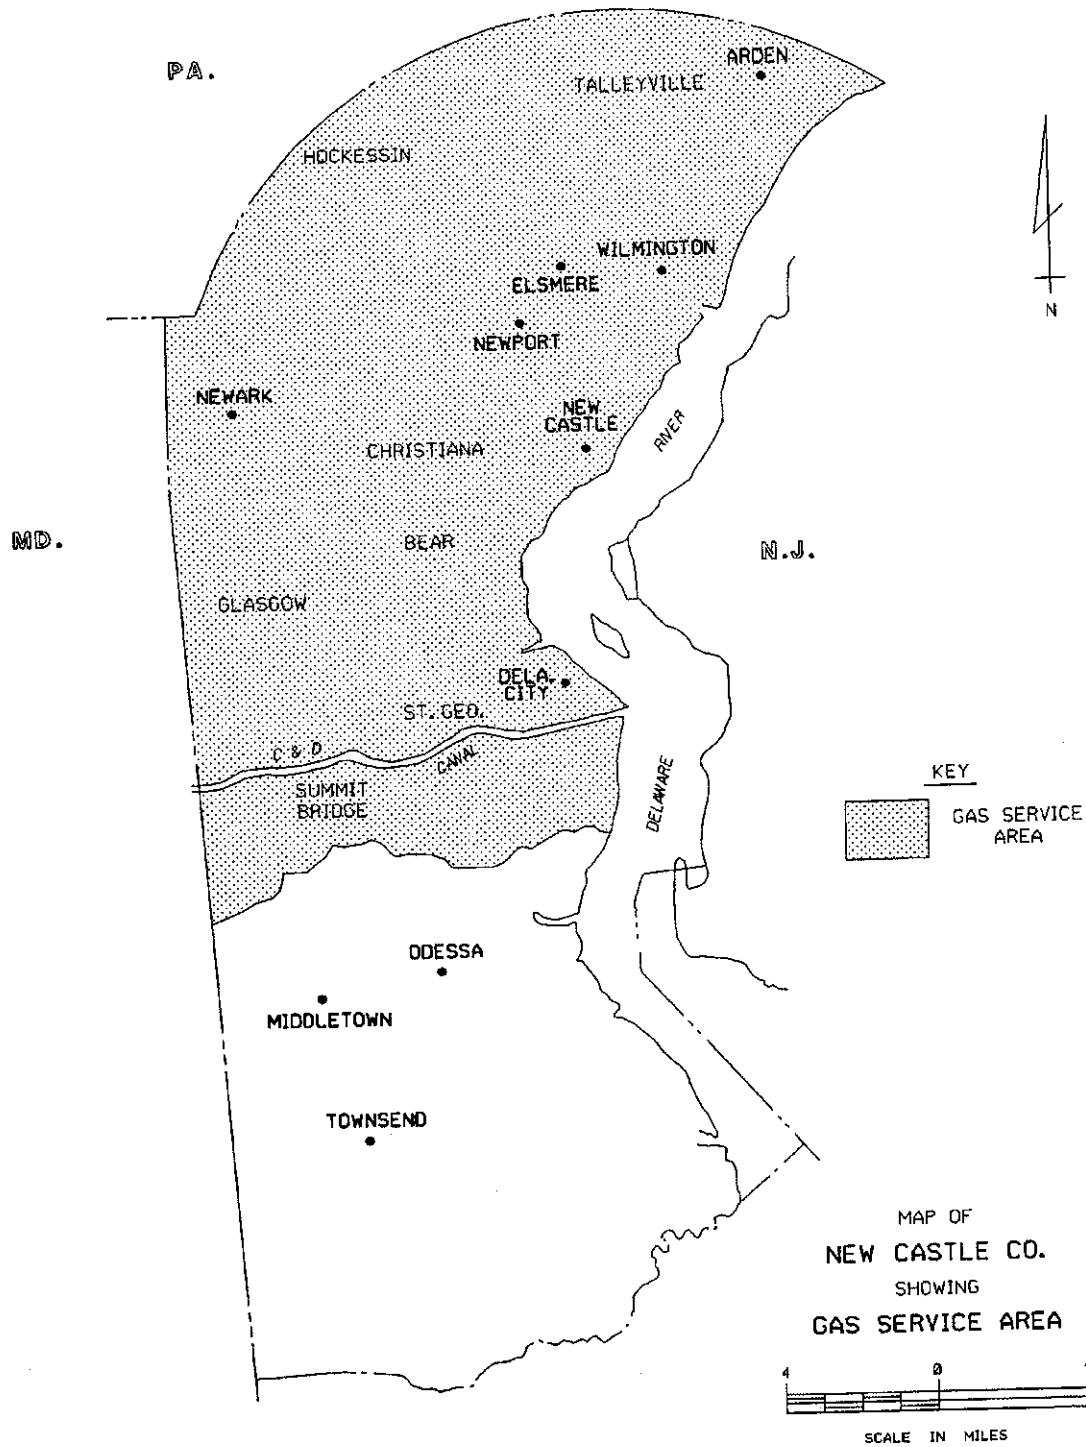 PA.
ARDEN
TALLEYVILLE
HOCKESSIN
WILMINGTON
ELSMERE
N
NEWPORT
NEWARK
NEW
CASTLE
RIVER
CHRISTIANA
MD.
BEAR
N.J.
GLASGOW
DELA.
CITY
ST. GEO.
C & D
CANAL
SUMMIT
BRIDGE
DELAWARE
KEY
GAS SERVICE
AREA
ODESSA
MIDDLETOWN
TOWNSEND
MAP OF
NEW CASTLE CO.
SHOWING
GAS SERVICE AREA
4 0
SCALE IN MILES